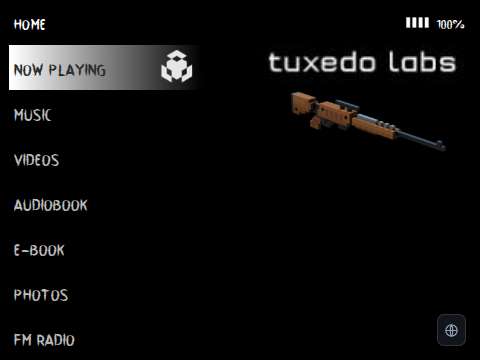 HOME
100%
NOW PLAYING
tuxedo labs
MUSIC
VIDEOS
AUDIOBOOK
E-BOOK
PHOTOS
FM RADIO